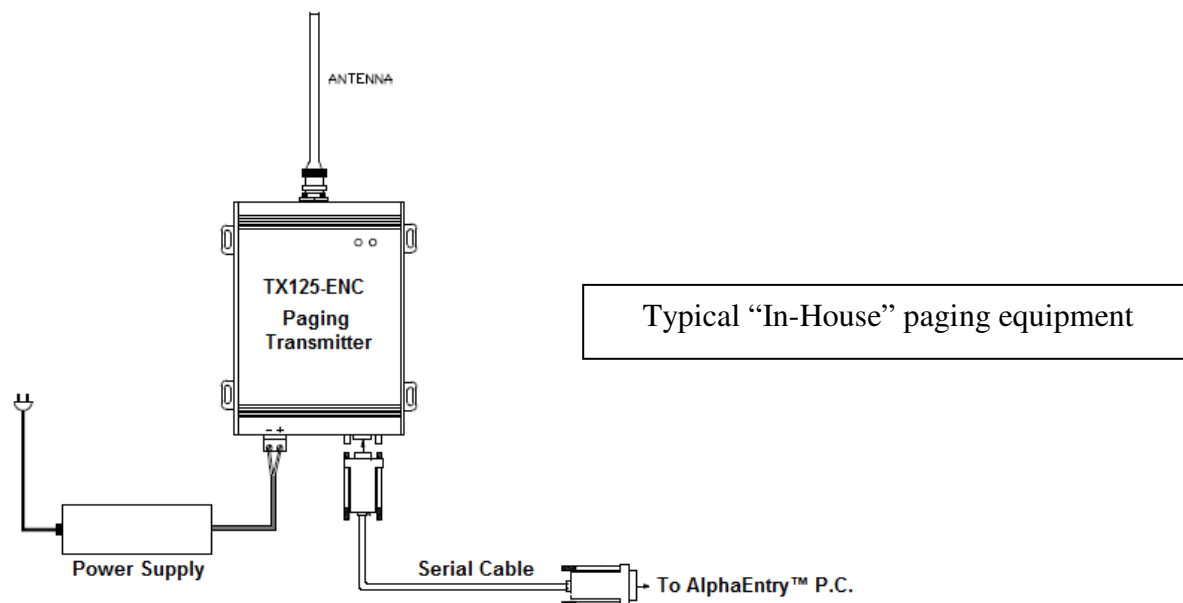 ANTENNA
TX125-ENC
Paging
Transmitter
Typical “In-House” paging equipment
- +
Power Supply
Serial Cable
To AlphaEntry™ P.C.